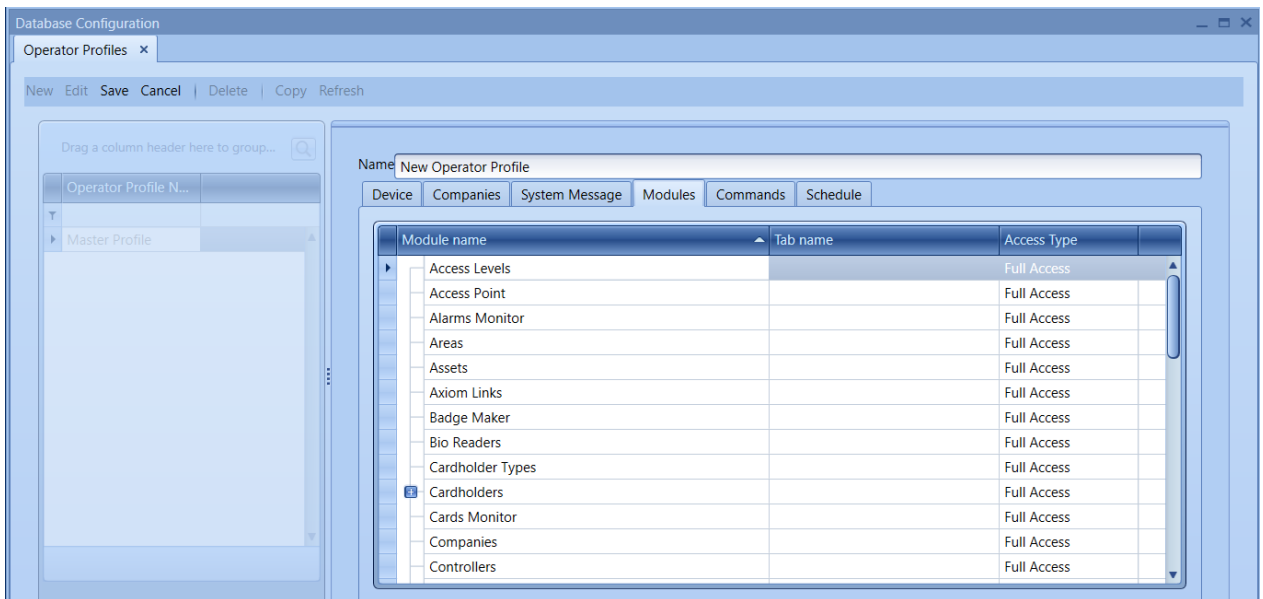 Database Configuration
Operator Profiles
New Edit Save Cancel | Delete | Copy Refresh
Drag a column header here to group...
Operator Profile N...
Master Profile
Name New Operator Profile
Device Companies System Message Modules Commands Schedule
Module name Tab name Access Type
Access Levels Full Access
Access Point Full Access
Alarms Monitor Full Access
Areas Full Access
Assets Full Access
Axiom Links Full Access
Badge Maker Full Access
Bio Readers Full Access
Cardholder Types Full Access
Cardholders Full Access
Cards Monitor Full Access
Companies Full Access
Controllers Full Access